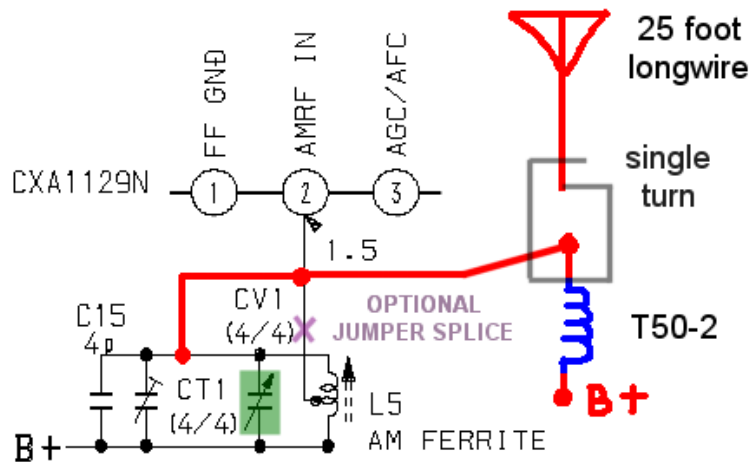 25 foot
longwire
FF GND
AMRF IN
AGC/AFC
single
turn
CXA1129N
1
2
3
1.5
CV1
(4/4)
OPTIONAL
JUMPER SPLICE
C15
4p
T50-2
CT1
(4/4)
L5
B+
AM FERRITE
B+